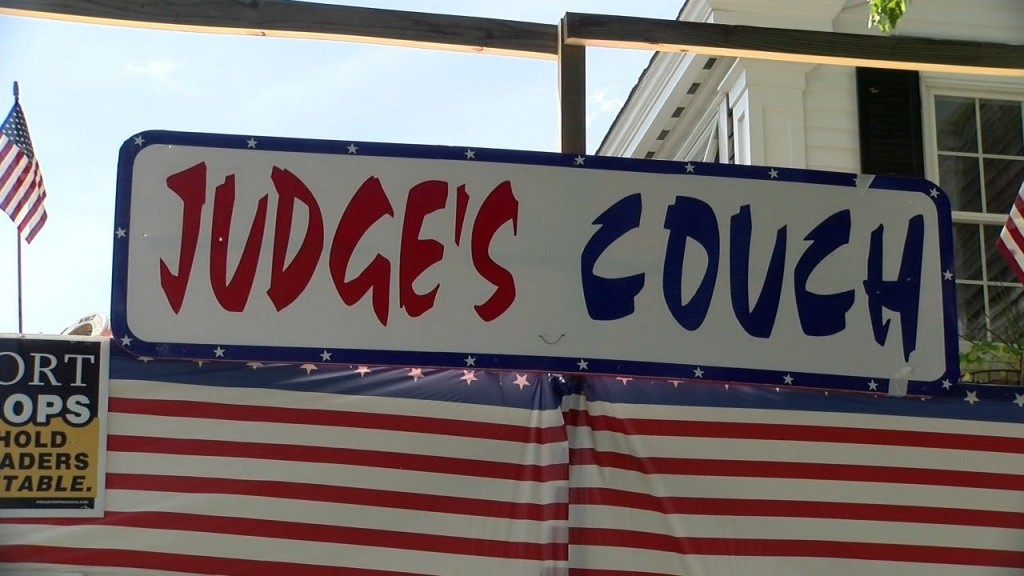 JUDGE'S COUCH
ORT
OPS
HOLD
ADERS
TABLE.